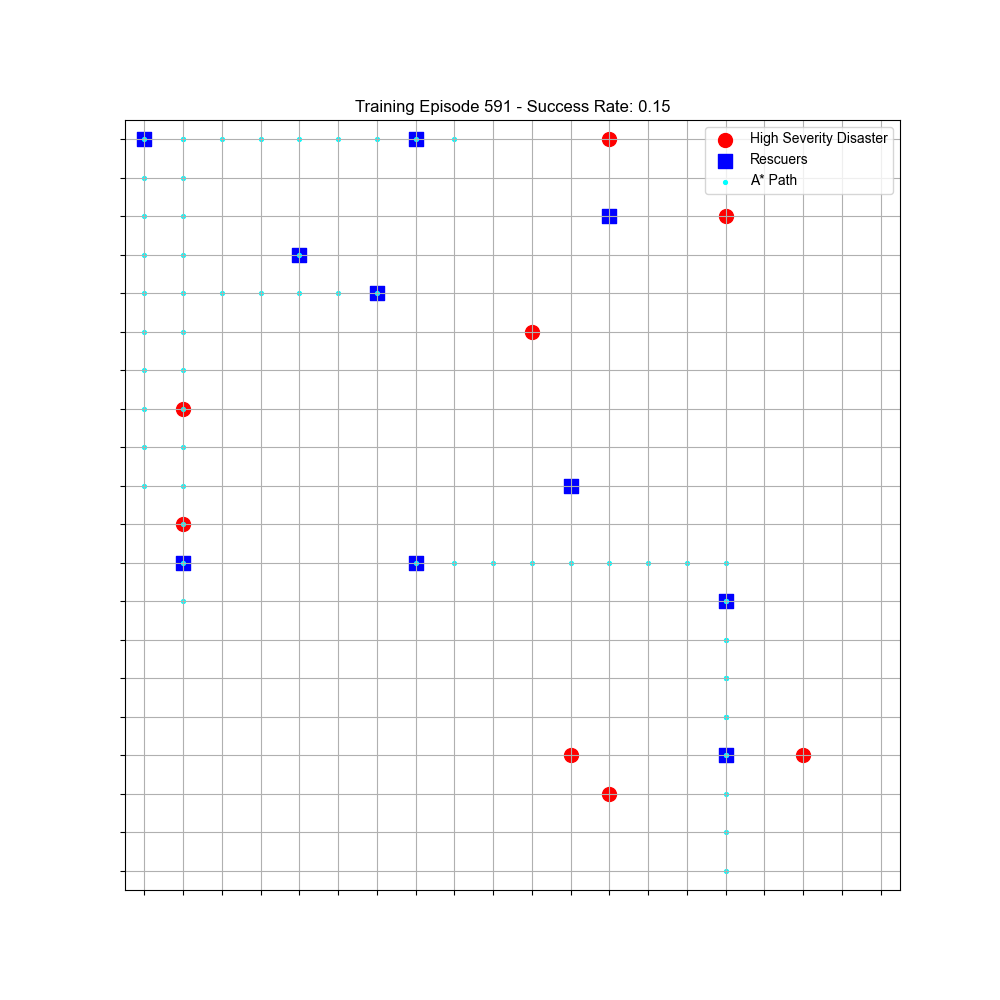 Training Episode 591 - Success Rate: 0.15
High Severity Disaster
Rescuers
A* Path